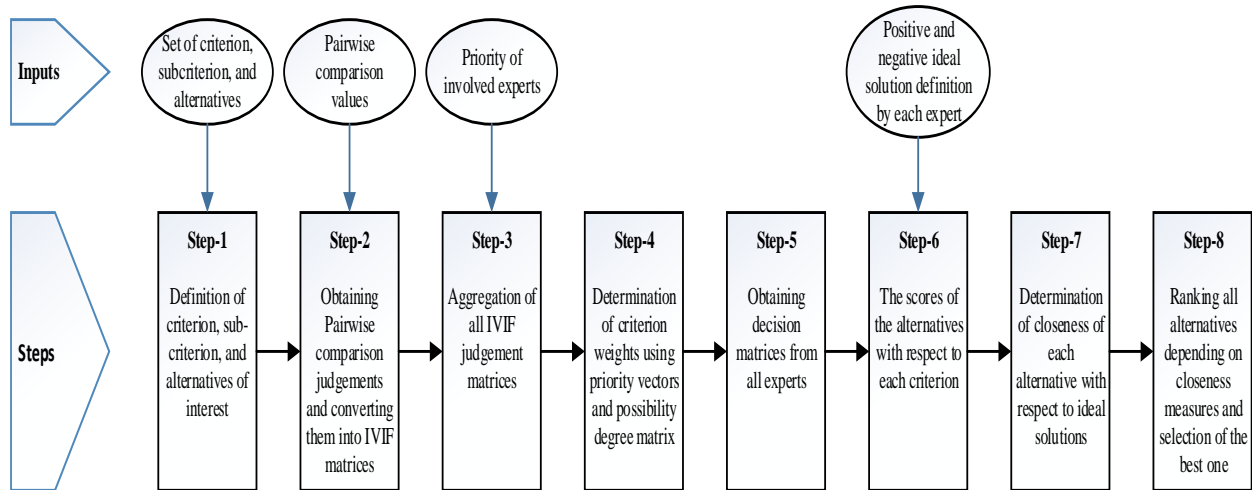 Inputs
Set of criterion,
subcriterion, and
alternatives
Pairwise
comparison
values
Priority of
involved experts
Positive and
negative ideal
solution definition
by each expert
Steps
Step-1
Definition of
criterion, sub-
criterion, and
alternatives of
interest
Step-2
Obtaining
Pairwise
comparison
judgements
and converting
them into IVIF
matrices
Step-3
Aggregation of
all IVIF
judgement
matrices
Step-4
Determination
of criterion
weights using
priority vectors
and possibility
degree matrix
Step-5
Obtaining
decision
matrices from
all experts
Step-6
The scores of
the alternatives
with respect to
each criterion
Step-7
Determination
of closeness of
each
alternative with
respect to ideal
solutions
Step-8
Ranking all
alternatives
depending on
closeness
measures and
selection of the
best one